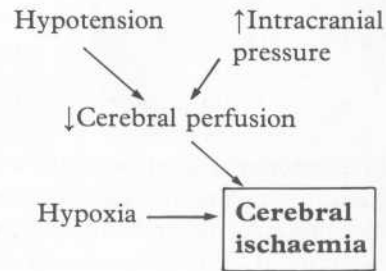 Hypotension
↑Intracranial
pressure
↓Cerebral perfusion
Hypoxia
Cerebral
ischaemia